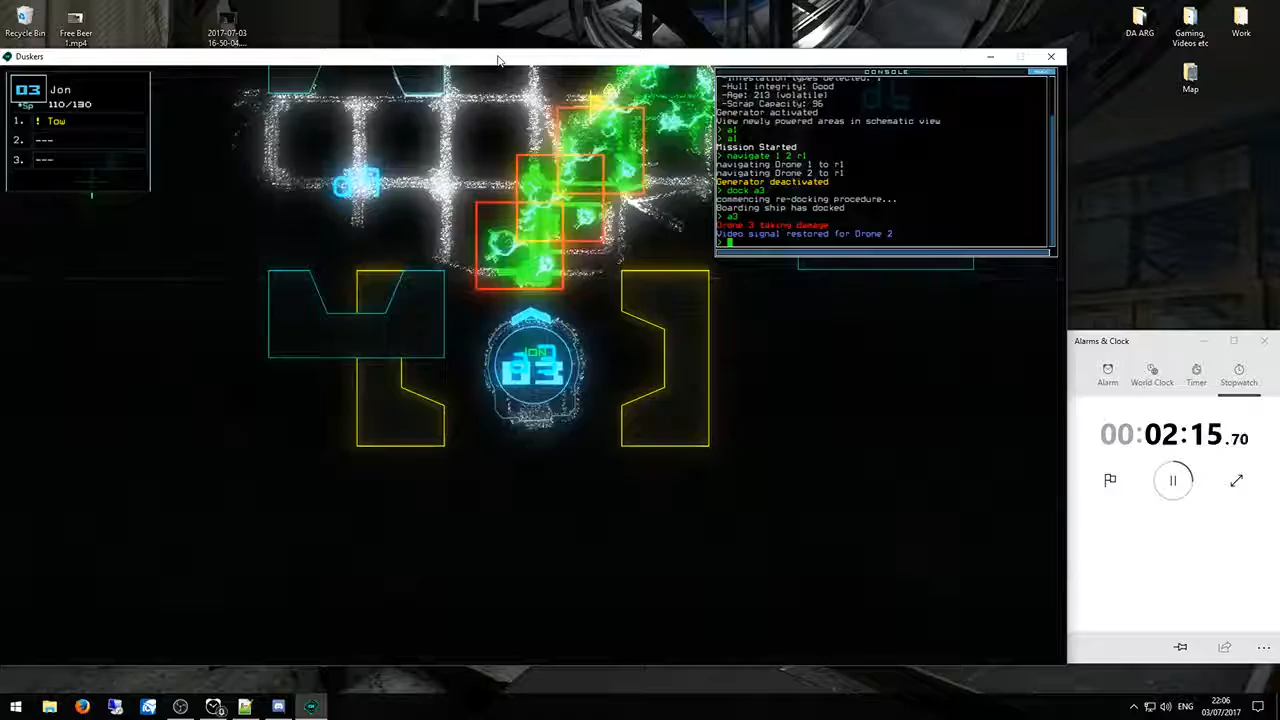 Recycle Bin
Free Beer
1.mp4
2017-07-03
16-50-04,...
DA ARG
Gaming,
Videos etc
Work
Map
Duskers
03 Jon
110/130
1. ! Tow
2. ---
3. ---
JON
03
CONSOLE
-Infestation types detected: 1
-Hull integrity: Good
-Age: 213 (volatile)
-Scrap Capacity: 96
Generator activated
View newly powered areas in schematic view
> a1
> a1
Mission Started
> navigate 1 2 r1
navigating Drone 1 to r1
navigating Drone 2 to r1
Generator deactivated
> dock a3
commencing re-docking procedure...
Boarding ship has docked
> a3
Drone 3 taking damage
Video signal restored for Drone 2
>
Alarms & Clock
Alarm
World Clock
Timer
Stopwatch
00:02:15.70
ENG
22:06
03/07/2017